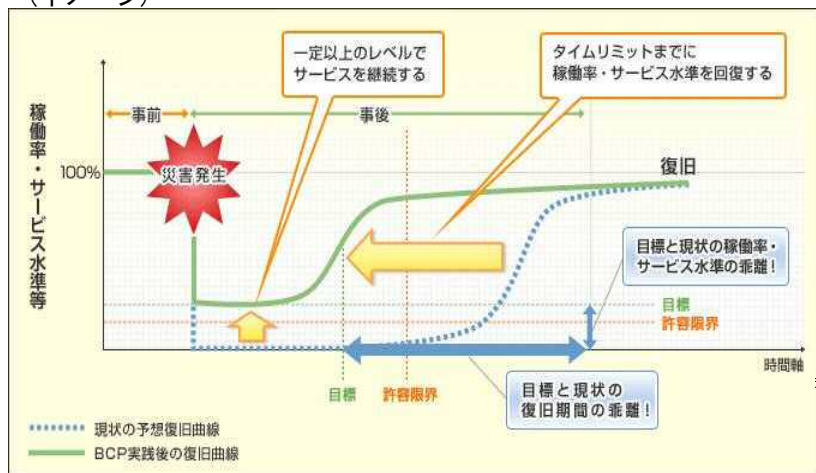 （イメージ）
一定以上のレベルで
サービスを継続する
タイムリミットまでに
稼働率・サービス水準を回復する
事前
事後
稼働率・サービス水準等
100%
災害発生
復旧
目標と現状の稼働率・
サービス水準の乖離！
目標
許容限界
時間軸
目標
許容限界
目標と現状の
復旧期間の乖離！
現状の予想復旧曲線
BCP実践後の復旧曲線